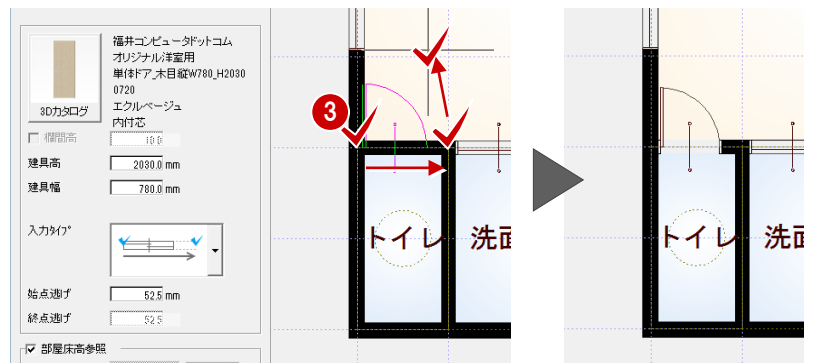 福井コンピュータドットコム
オリジナル洋室用
単体ドア_木目縦W780_H2030
0720
エクルベージュ
内付芯
3Dカタログ
欄間高
10.0
建具高
2030.0 mm
建具幅
780.0 mm
入力ﾀｲﾌﾟ
始点逃げ
52.5 mm
終点逃げ
52.5
部屋床高参照
3
トイレ
洗面
トイレ
洗面